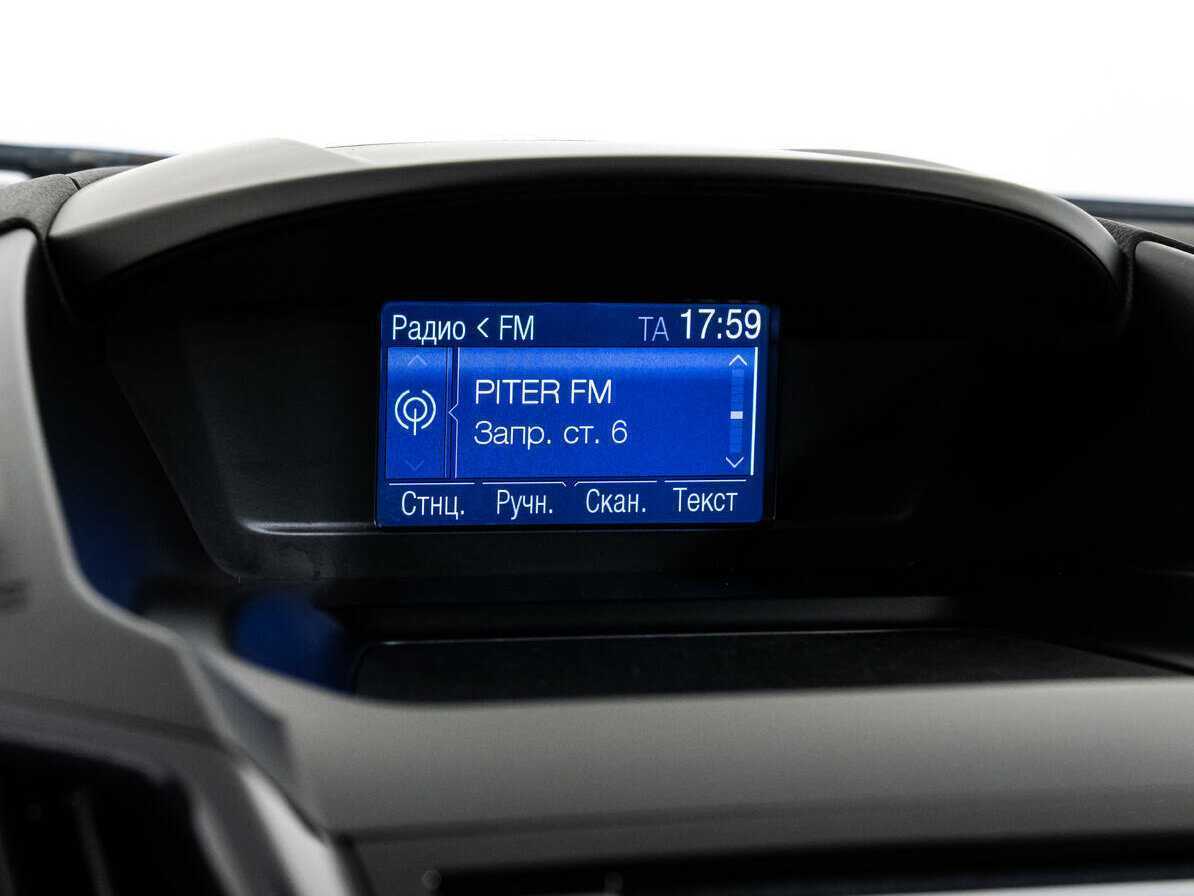 Радио < FM TA 17:59
PITER FM
Запр. ст. 6
Стнц. Ручн. Скан. Текст